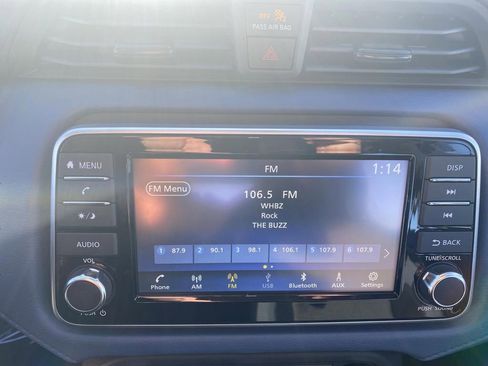 OFF
PASS AIR BAG
MENU
FM
1:14
DISP
FM Menu
106.5 FM
WHBZ
Rock
THE BUZZ
AUDIO
BACK
1 87.9 2 90.1 3 98.1 4 106.1 5 107.9 6 107.9
VOL
TUNE/SCROLL
Phone AM FM USB Bluetooth AUX Settings
PUSH
PUSH SOUND